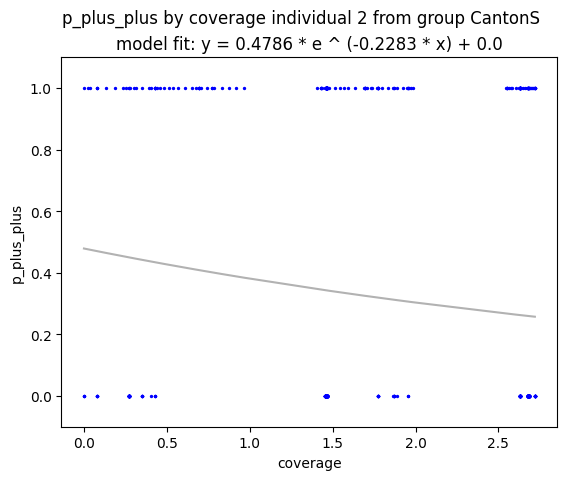 p_plus_plus by coverage individual 2 from group CantonS
model fit: y = 0.4786 * e ^ (-0.2283 * x) + 0.0
1.0
0.8
0.6
0.4
0.2
0.0
p_plus_plus
0.0 0.5 1.0 1.5 2.0 2.5
coverage